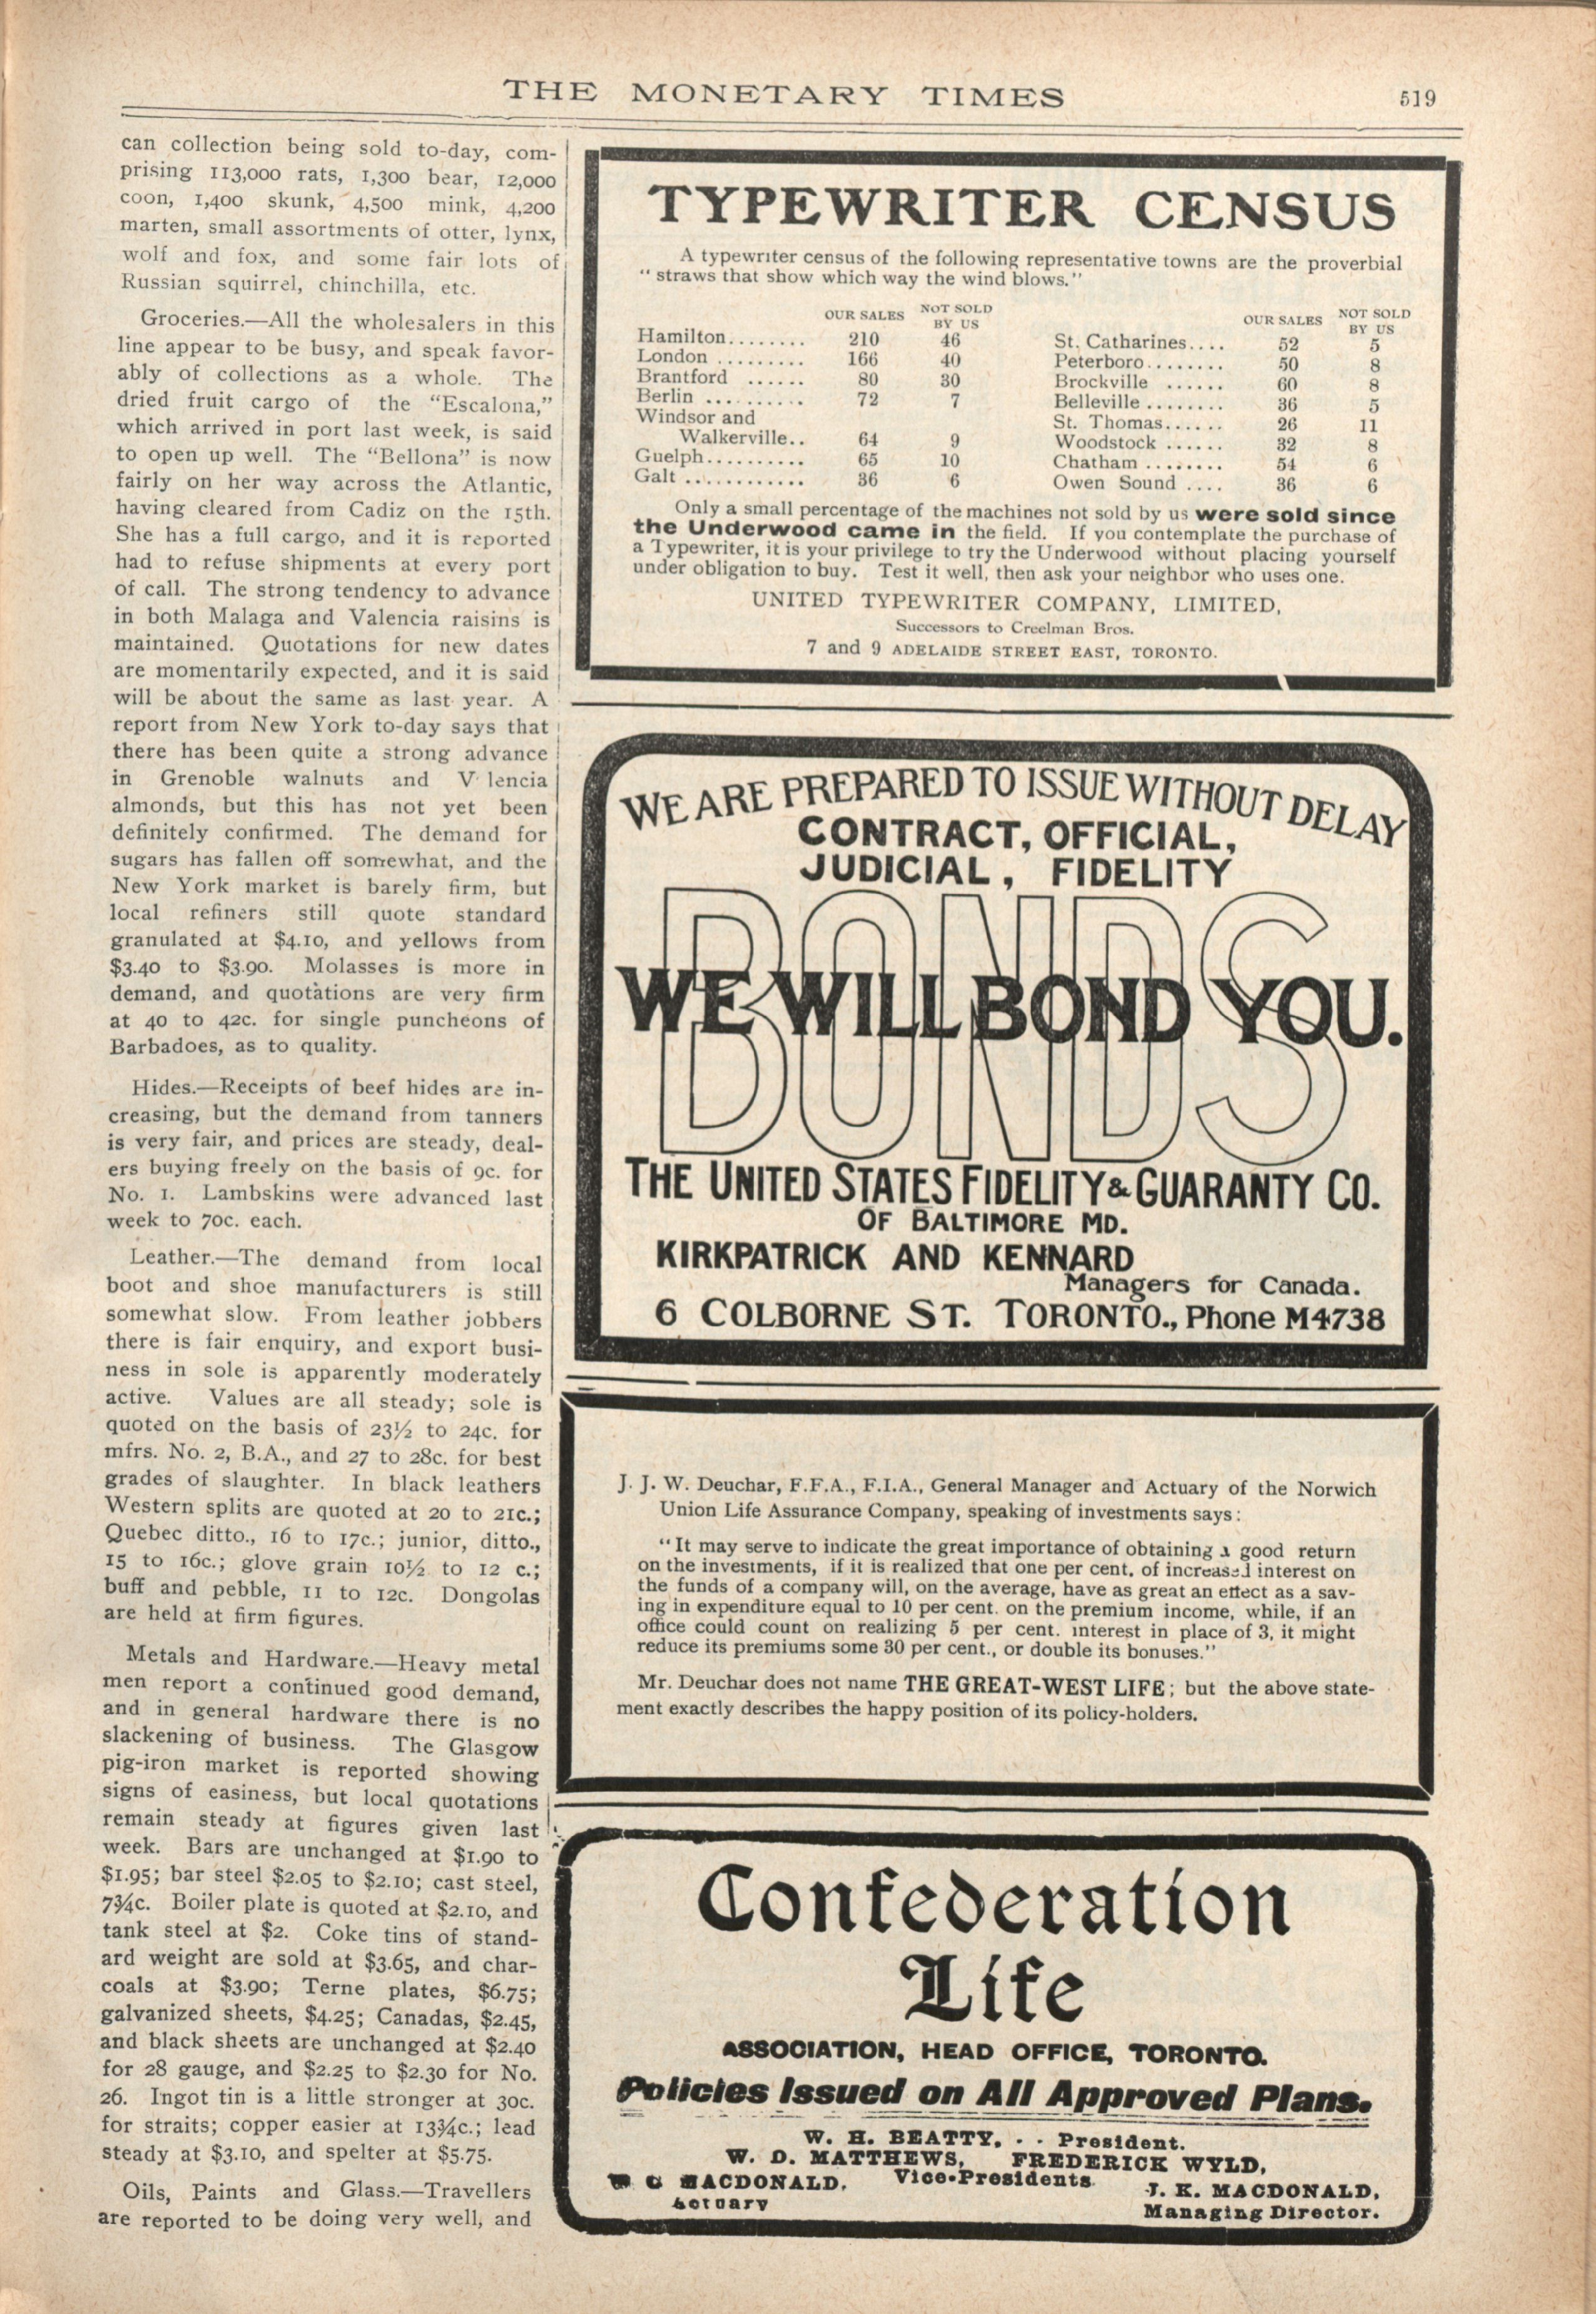 THE MONETARY TIMES
519
can collection being sold to-day, com-
prising 113,000 rats, 1,300 bear, 12,000
coon, 1,400 skunk, 4,500 mink, 4,200
marten, small assortments of otter, lynx,
wolf and fox, and some fair lots of
Russian squirrel, chinchilla, etc.
Groceries.—All the wholesalers in this
line appear to be busy, and speak favor-
ably of collections as a whole. The
dried fruit cargo of the "Escalona,"
which arrived in port last week, is said
to open up well. The "Bellona" is now
fairly on her way across the Atlantic,
having cleared from Cadiz on the 15th.
She has a full cargo, and it is reported
had to refuse shipments at every port
of call. The strong tendency to advance
in both Malaga and Valencia raisins is
maintained. Quotations for new dates
are momentarily expected, and it is said
will be about the same as last year. A
report from New York to-day says that
there has been quite a strong advance
in Grenoble walnuts and V lencia
almonds, but this has not yet been
definitely confirmed. The demand for
sugars has fallen off somewhat, and the
New York market is barely firm, but
local refiners still quote standard
granulated at $4.10, and yellows from
$3.40 to $3.90. Molasses is more in
demand, and quotations are very firm
at 40 to 42c. for single puncheons of
Barbadoes, as to quality.
Hides.—Receipts of beef hides are in-
creasing, but the demand from tanners
is very fair, and prices are steady, deal-
ers buying freely on the basis of 9c. for
No. 1. Lambskins were advanced last
week to 70c. each.
Leather.—The demand from local
boot and shoe manufacturers is still
somewhat slow. From leather jobbers
there is fair enquiry, and export busi-
ness in sole is apparently moderately
active. Values are all steady; sole is
quoted on the basis of 23½ to 24c. for
mfrs. No. 2, B.A., and 27 to 28c. for best
grades of slaughter. In black leathers
Western splits are quoted at 20 to 21c.;
Quebec ditto., 16 to 17c.; junior, ditto.,
15 to 16c.; glove grain 10½ to 12 c.;
buff and pebble, 11 to 12c. Dongolas
are held at firm figures.
Metals and Hardware.—Heavy metal
men report a continued good demand,
and in general hardware there is no
slackening of business. The Glasgow
pig-iron market is reported showing
signs of easiness, but local quotations
remain steady at figures given last
week. Bars are unchanged at $1.90 to
$1.95; bar steel $2.05 to $2.10; cast steel,
7¾c. Boiler plate is quoted at $2.10, and
tank steel at $2. Coke tins of stand-
ard weight are sold at $3.65, and char-
coals at $3.90; Terne plates, $6.75;
galvanized sheets, $4.25; Canadas, $2.45,
and black sheets are unchanged at $2.40
for 28 gauge, and $2.25 to $2.30 for No.
26. Ingot tin is a little stronger at 30c.
for straits; copper easier at 13¾c.; lead
steady at $3.10, and spelter at $5.75.
Oils, Paints and Glass.—Travellers
are reported to be doing very well, and
TYPEWRITER CENSUS
A typewriter census of the following representative towns are the proverbial
"straws that show which way the wind blows."
OUR SALES NOT SOLD BY US
Hamilton........ 210 46
London ......... 166 40
Brantford ...... 80 30
Berlin .......... 72 7
Windsor and
Walkerville.. 64 9
Guelph.......... 65 10
Galt ............ 36 6
OUR SALES NOT SOLD BY US
St. Catharines.... 52 5
Peterboro........ 50 8
Brockville ...... 60 8
Belleville ........ 36 5
St. Thomas...... 26 11
Woodstock ...... 32 8
Chatham ........ 54 6
Owen Sound .... 36 6
Only a small percentage of the machines not sold by us were sold since
the Underwood came in the field. If you contemplate the purchase of
a Typewriter, it is your privilege to try the Underwood without placing yourself
under obligation to buy. Test it well, then ask your neighbor who uses one.
UNITED TYPEWRITER COMPANY, LIMITED,
Successors to Creelman Bros.
7 and 9 ADELAIDE STREET EAST, TORONTO.
WE ARE PREPARED TO ISSUE WITHOUT DELAY
CONTRACT, OFFICIAL,
JUDICIAL, FIDELITY
BONDS
WE WILL BOND YOU.
THE UNITED STATES FIDELITY & GUARANTY CO.
OF BALTIMORE MD.
KIRKPATRICK AND KENNARD
Managers for Canada.
6 COLBORNE ST. TORONTO., Phone M4738
J. J. W. Deuchar, F.F.A., F.I.A., General Manager and Actuary of the Norwich
Union Life Assurance Company, speaking of investments says:
"It may serve to indicate the great importance of obtaining a good return
on the investments, if it is realized that one per cent. of increased interest on
the funds of a company will, on the average, have as great an effect as a sav-
ing in expenditure equal to 10 per cent. on the premium income, while, if an
office could count on realizing 5 per cent. interest in place of 3, it might
reduce its premiums some 30 per cent., or double its bonuses."
Mr. Deuchar does not name THE GREAT-WEST LIFE; but the above state-
ment exactly describes the happy position of its policy-holders.
Confederation
Life
ASSOCIATION, HEAD OFFICE, TORONTO.
Policies Issued on All Approved Plans.
W. H. BEATTY, - - President.
W. D. MATTHEWS, FREDERICK WYLD,
Vice-Presidents
W C MACDONALD,
Actuary
J. K. MACDONALD,
Managing Director.